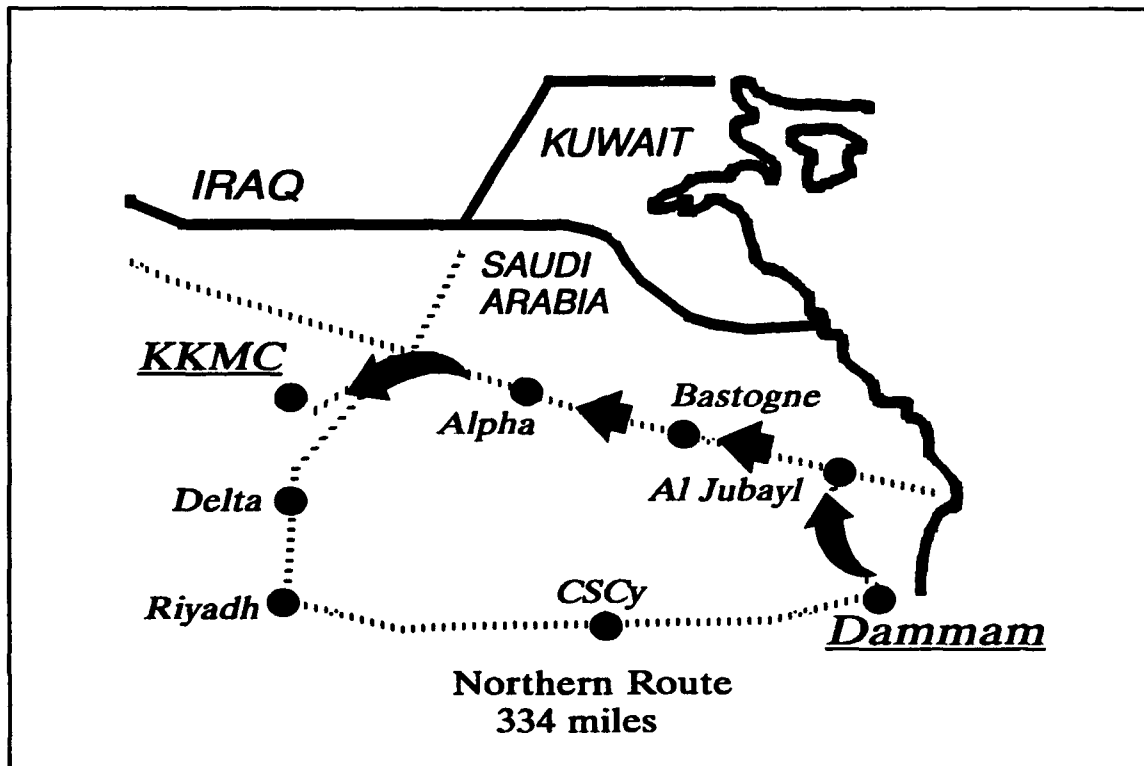 KUWAIT
IRAQ
SAUDI
ARABIA
KKMC
Bastogne
Alpha
Al Jubayl
Delta
CSCy
Riyadh
Dammam
Northern Route
334 miles